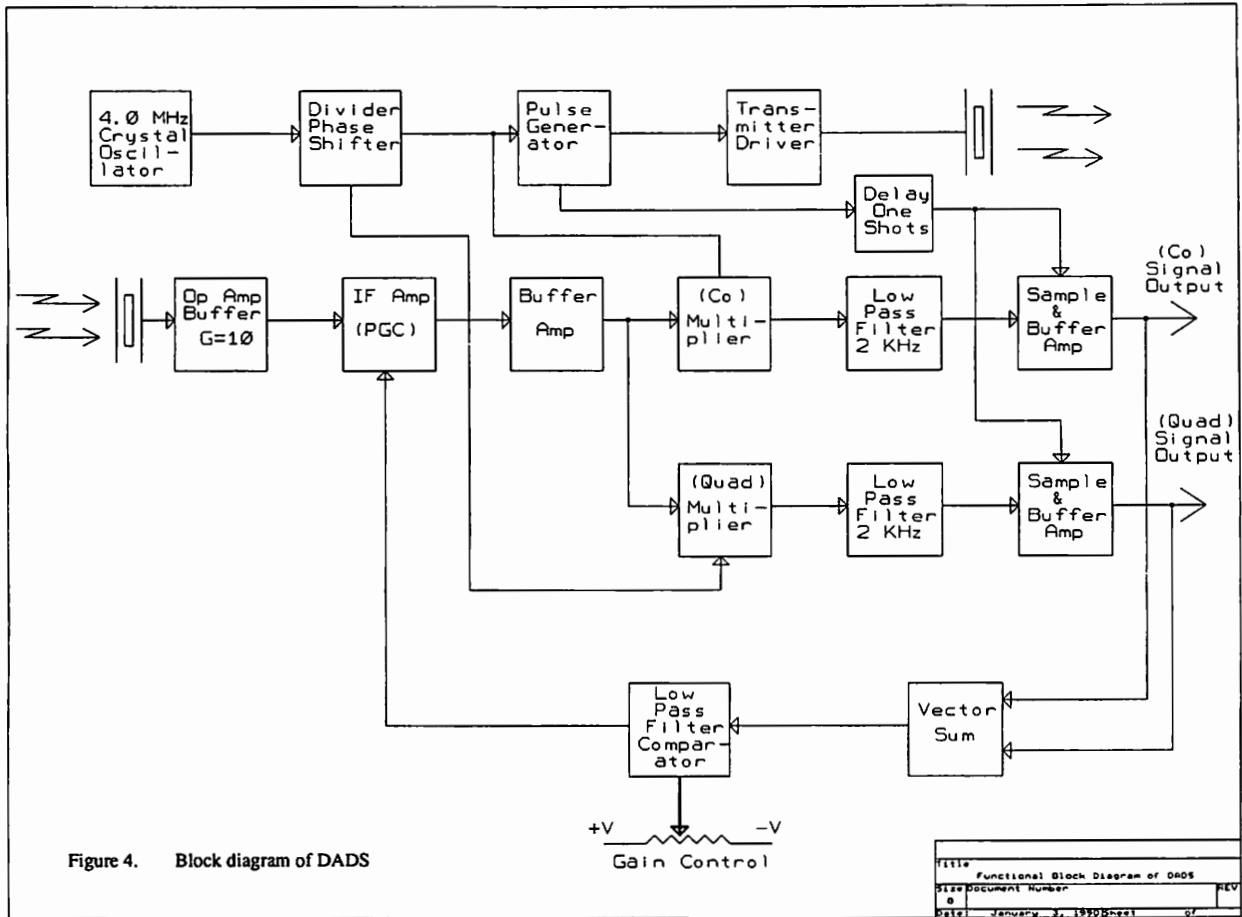 4.0 MHz
Crystal
Oscil-
lator
Divider
Phase
Shifter
Pulse
Gener-
ator
Trans-
mitter
Driver
Delay
One
Shots
Op Amp
Buffer
G=10
IF Amp
(PGC)
Buffer
Amp
(Co)
Multi-
plier
Low
Pass
Filter
2 KHz
Sample
&
Buffer
Amp
(Co)
Signal
Output
(Quad)
Multi-
plier
Low
Pass
Filter
2 KHz
Sample
&
Buffer
Amp
(Quad)
Signal
Output
Low
Pass
Filter
Compar-
ator
Vector
Sum
+V
-V
Gain Control
Figure 4. Block diagram of DADS
Title
Functional Block Diagram of DADS
Size Document Number REV
Date: January 3, 1990 Sheet of